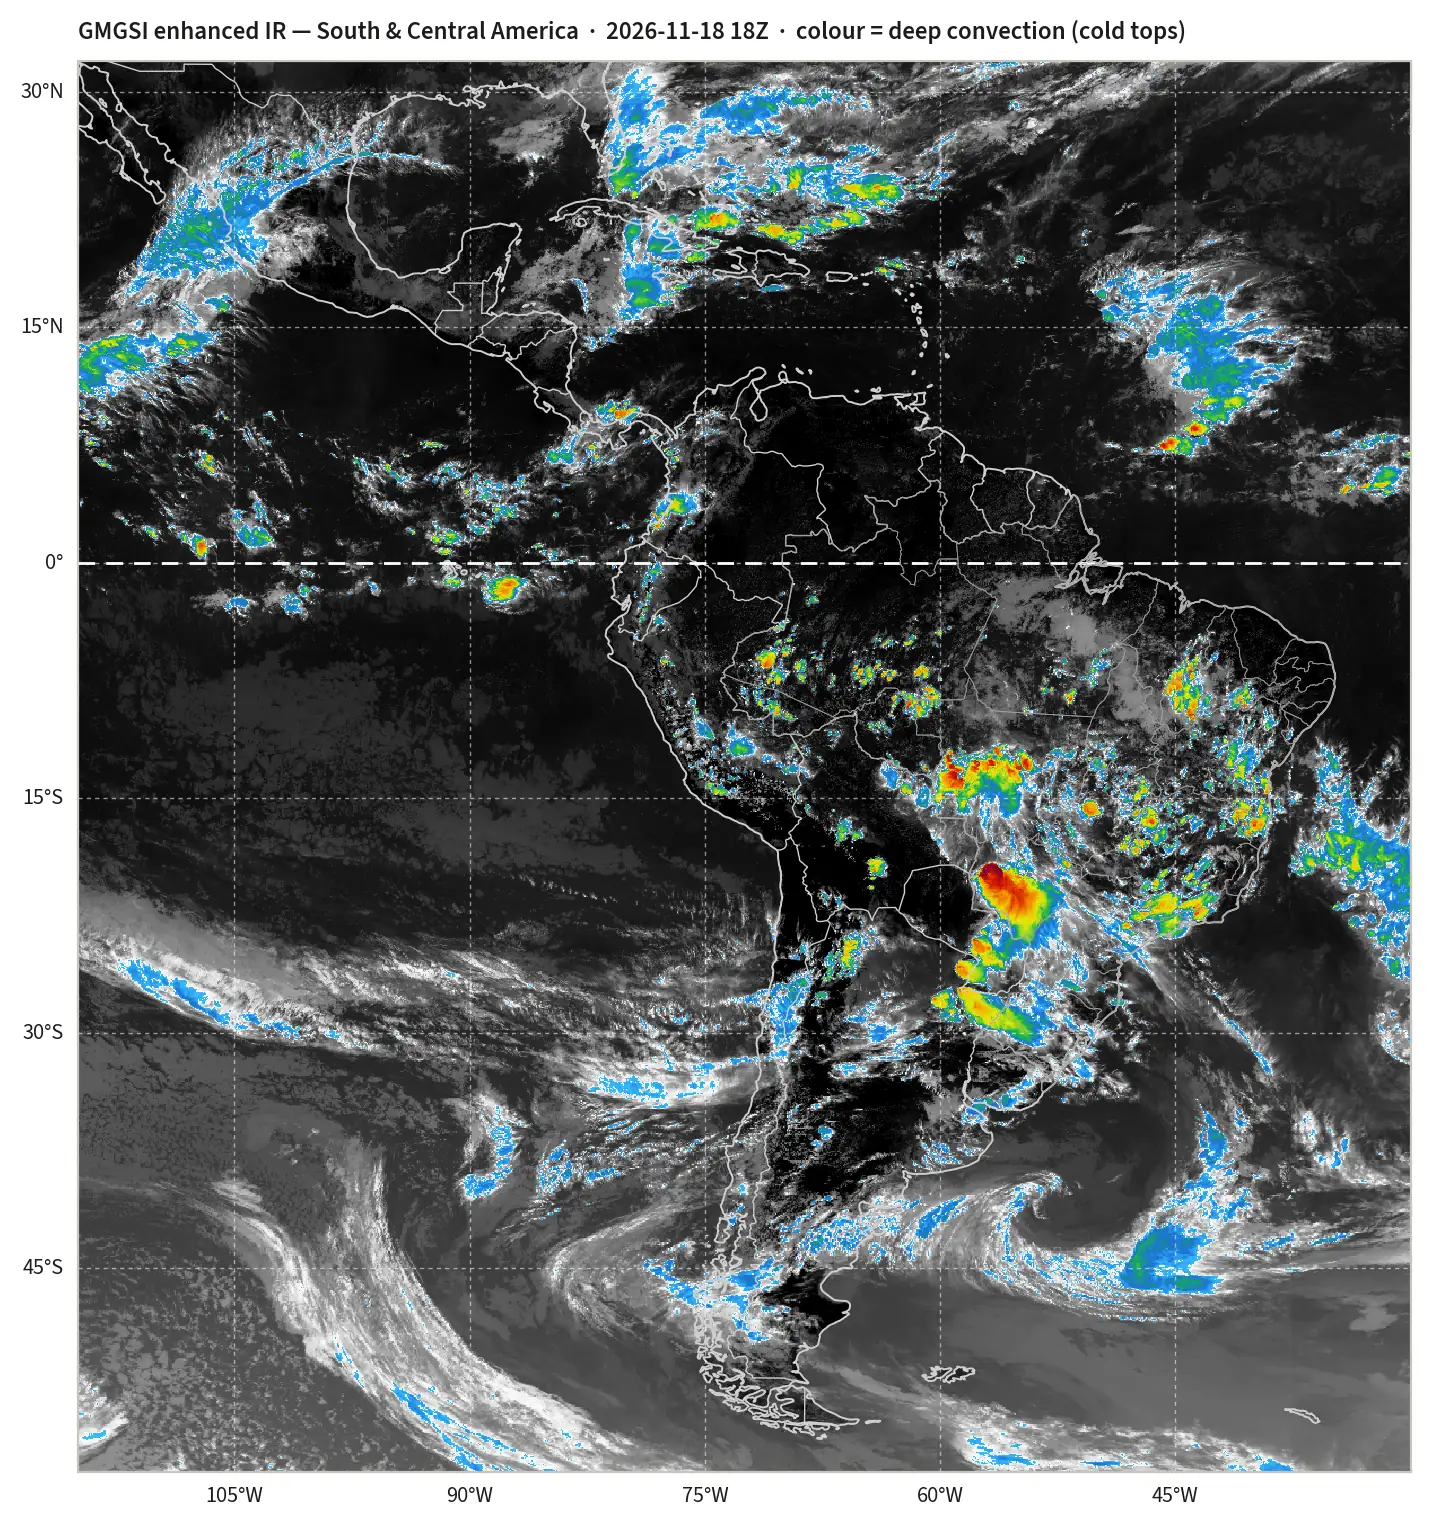 GMGSI enhanced IR — South & Central America · 2026-11-18 18Z · colour = deep convection (cold tops)
30°N
15°N
0°
15°S
30°S
45°S
105°W 90°W 75°W 60°W 45°W